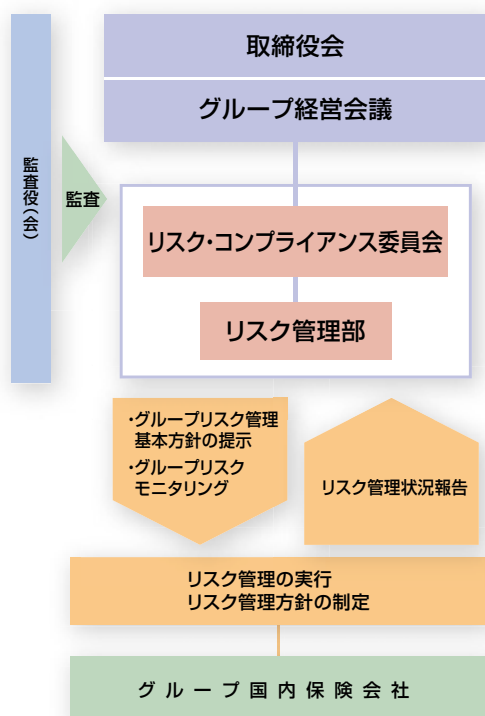 取締役会
グループ経営会議
監査役(会)
監査
リスク・コンプライアンス委員会
リスク管理部
・グループリスク管理
基本方針の提示
・グループリスク
モニタリング
リスク管理状況報告
リスク管理の実行
リスク管理方針の制定
グループ国内保険会社